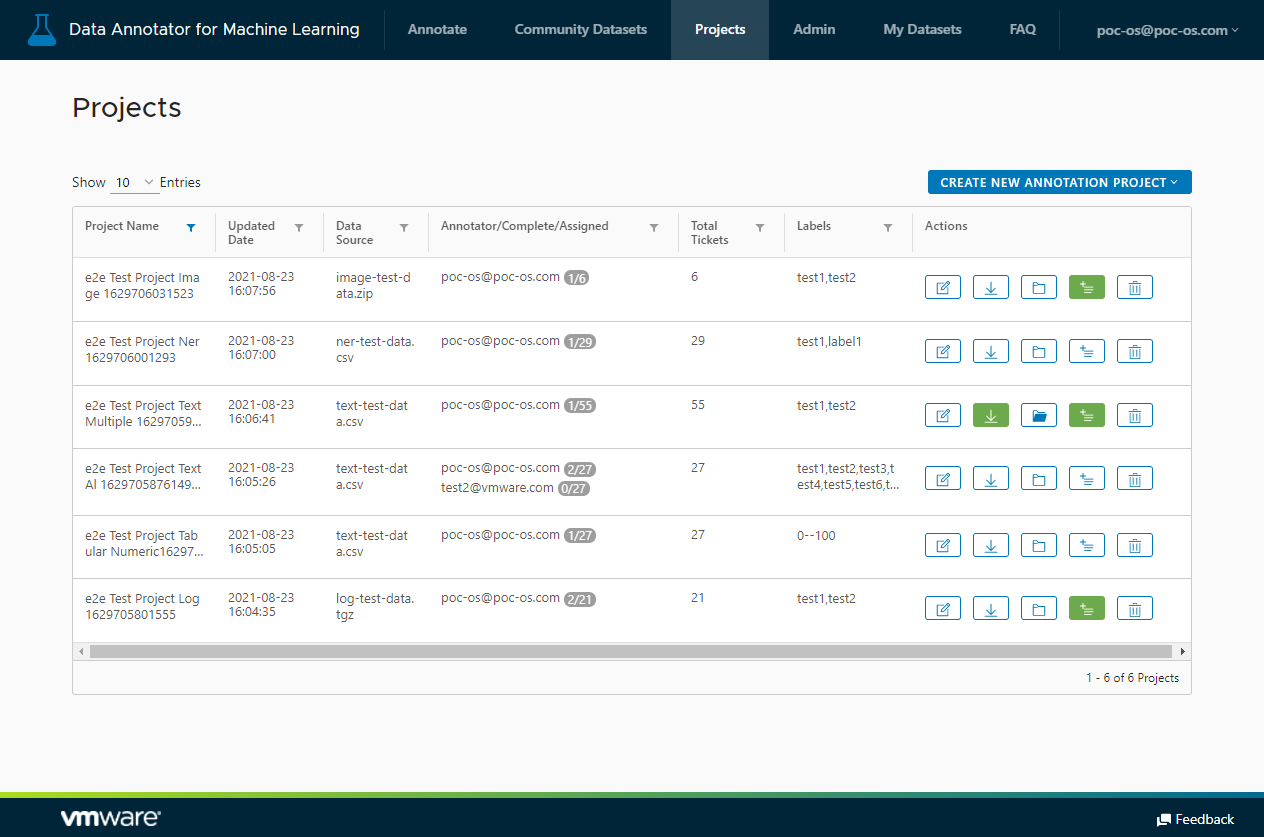 Data Annotator for Machine Learning
Annotate
Community Datasets
Projects
Admin
My Datasets
FAQ
poc-os@poc-os.com
Projects
Show 10 Entries
CREATE NEW ANNOTATION PROJECT
Project Name
Updated
Date
Data
Source
Annotator/Complete/Assigned
Total
Tickets
Labels
Actions
e2e Test Project Ima
ge 1629706031523
2021-08-23
16:07:56
image-test-d
ata.zip
poc-os@poc-os.com 1/6
6
test1,test2
e2e Test Project Ner
1629706001293
2021-08-23
16:07:00
ner-test-data.
csv
poc-os@poc-os.com 1/29
29
test1,label1
e2e Test Project Text
Multiple 16297059...
2021-08-23
16:06:41
text-test-dat
a.csv
poc-os@poc-os.com 1/55
55
test1,test2
e2e Test Project Text
Al 1629705876149...
2021-08-23
16:05:26
text-test-dat
a.csv
poc-os@poc-os.com 2/27
test2@vmware.com 0/27
27
test1,test2,test3,t
est4,test5,test6,t...
e2e Test Project Tab
ular Numeric16297...
2021-08-23
16:05:05
text-test-dat
a.csv
poc-os@poc-os.com 1/27
27
0--100
e2e Test Project Log
1629705801555
2021-08-23
16:04:35
log-test-data.
tgz
poc-os@poc-os.com 2/21
21
test1,test2
1 - 6 of 6 Projects
vmware
Feedback